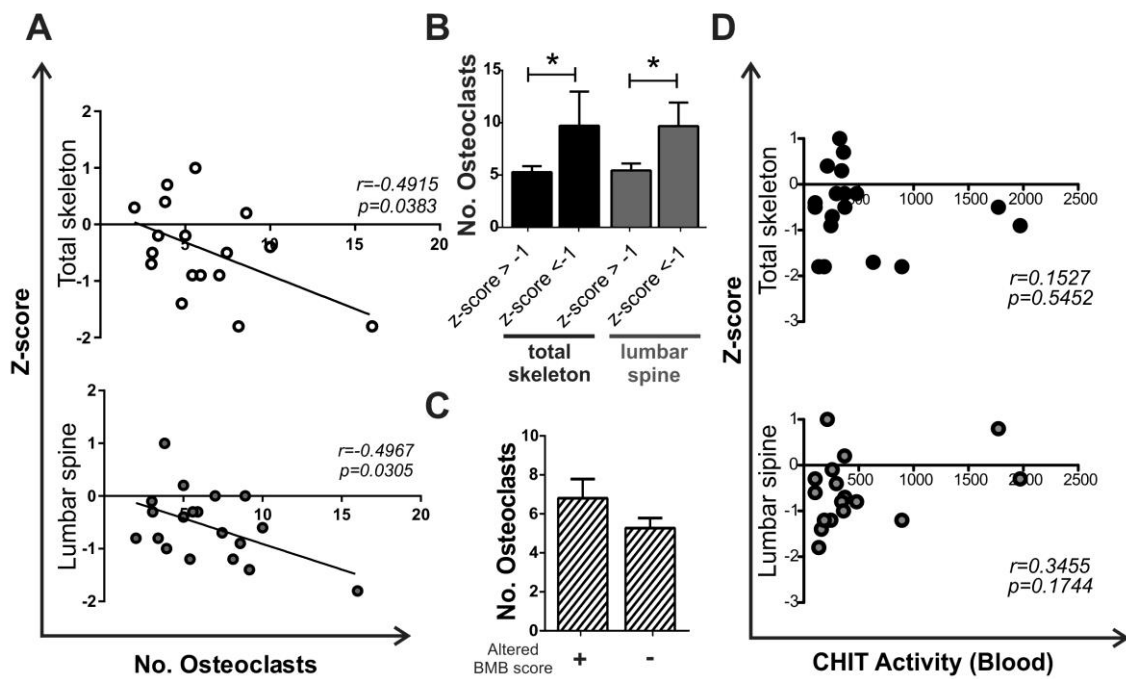 A
Z-score
Total skeleton
2
1
0
-1
-2
5
10
15
20
r=-0.4915
p=0.0383
Lumbar spine
2
1
0
-1
-2
5
10
15
20
r=-0.4967
p=0.0305
No. Osteoclasts
B
No. Osteoclasts
15
10
5
0
*
*
z-score > -1
z-score <-1
z-score > -1
z-score <-1
total
skeleton
lumbar
spine
C
No. Osteoclasts
10
8
6
4
2
0
Altered
BMB score
+
-
D
Z-score
Total skeleton
1
0
-1
-2
-3
500
1000
1500
2000
2500
r=0.1527
p=0.5452
Lumbar sipine
1
0
-1
-2
-3
500
1000
1500
2000
2500
r=0.3455
p=0.1744
CHIT Activity (Blood)